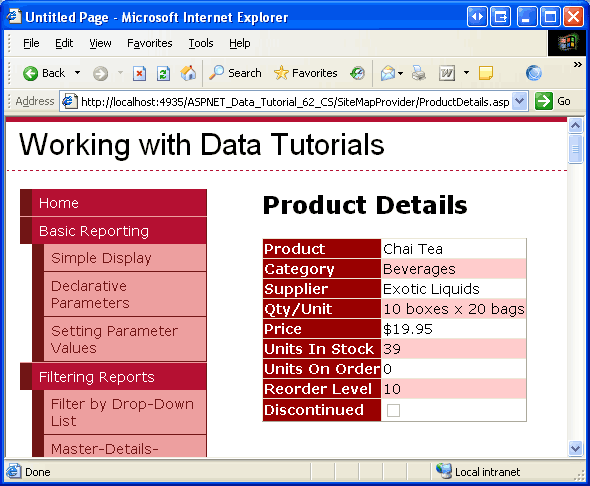 Untitled Page - Microsoft Internet Explorer
File Edit View Favorites Tools Help
Back Search Favorites
Address http://localhost:4935/ASPNET_Data_Tutorial_62_CS/SiteMapProvider/ProductDetails.asp Go
Working with Data Tutorials
Home
Basic Reporting
Simple Display
Declarative
Parameters
Setting Parameter
Values
Filtering Reports
Filter by Drop-Down
List
Master-Details-
Product Details
Product Chai Tea
Category Beverages
Supplier Exotic Liquids
Qty/Unit 10 boxes x 20 bags
Price $19.95
Units In Stock 39
Units On Order 0
Reorder Level 10
Discontinued
Done Local intranet